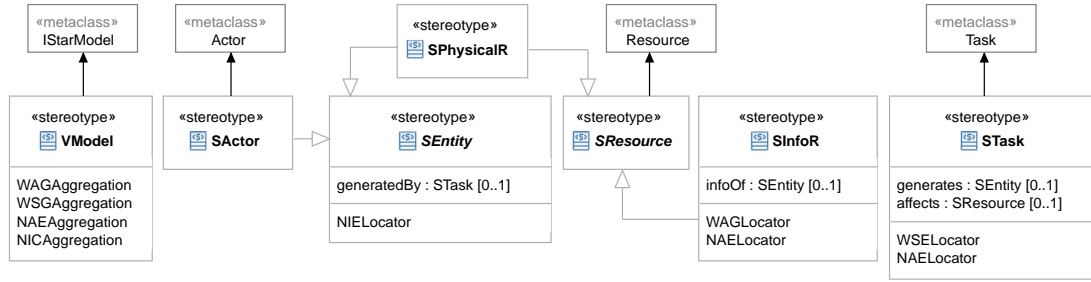 «metaclass»
IStarModel
«metaclass»
Actor
«stereotype»
SPhysicalR
«metaclass»
Resource
«metaclass»
Task
«stereotype»
VModel
WAGAggregation
WSGAggregation
NAEAggregation
NICAggregation
«stereotype»
SActor
«stereotype»
SEntity
generatedBy : STask [0..1]
NIELocator
«stereotype»
SResource
«stereotype»
SInfoR
infoOf : SEntity [0..1]
WAGLocator
NAELocator
«stereotype»
STask
generates : SEntity [0..1]
affects : SResource [0..1]
WSELocator
NAELocator